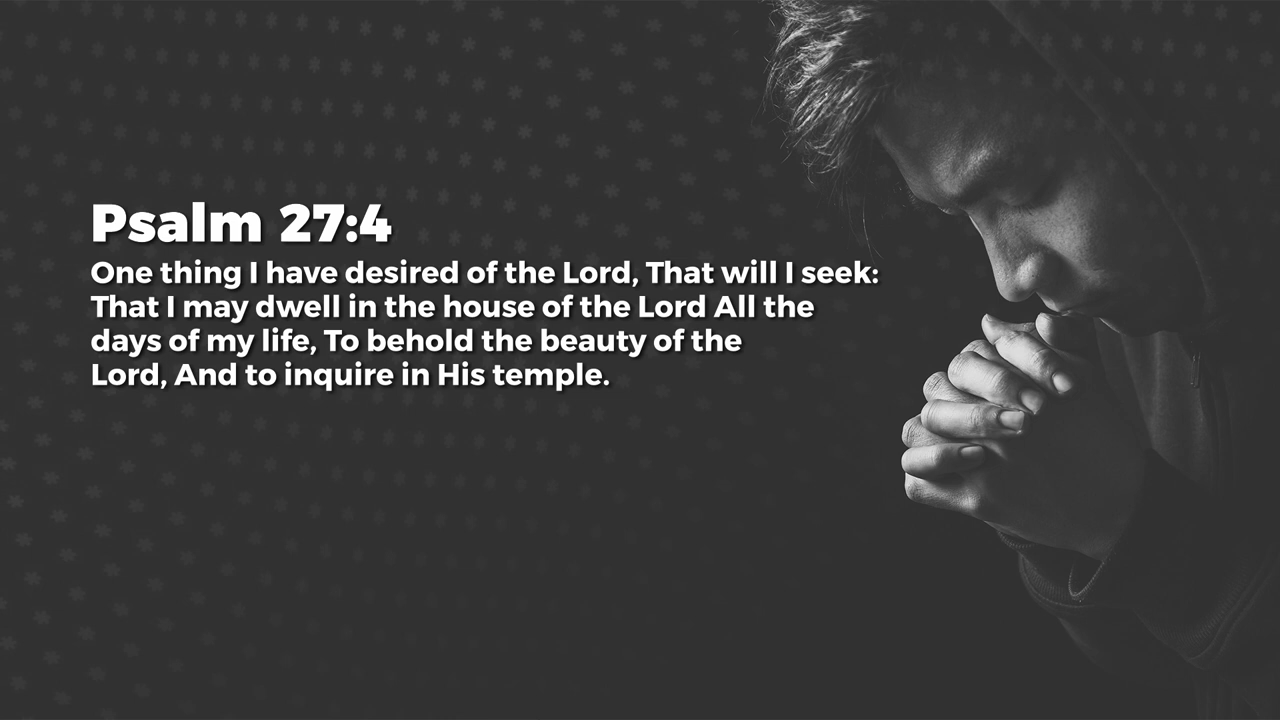 Psalm 27:4
One thing I have desired of the Lord, That will I seek:
That I may dwell in the house of the Lord All the
days of my life, To behold the beauty of the
Lord, And to inquire in His temple.